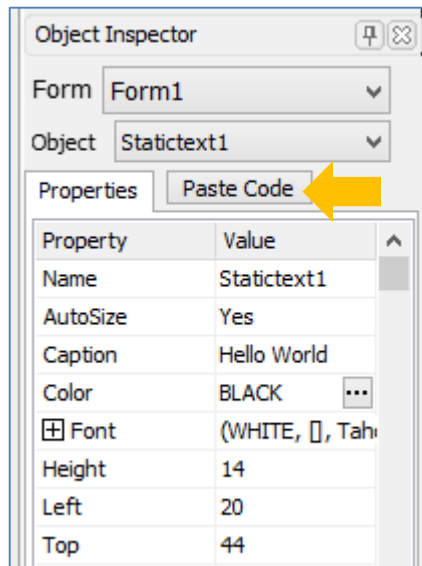 Object Inspector
Form Form1
Object Statictext1
Properties Paste Code
Property Value
Name Statictext1
AutoSize Yes
Caption Hello World
Color BLACK ...
Font (WHITE, [], Tah
Height 14
Left 20
Top 44